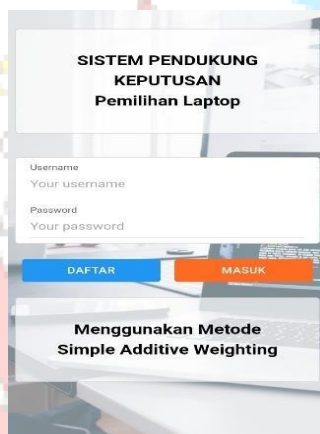 SISTEM PENDUKUNG
KEPUTUSAN
Pemilihan Laptop
Username
Your username
Password
Your password
DAFTAR MASUK
Menggunakan Metode
Simple Additive Weighting